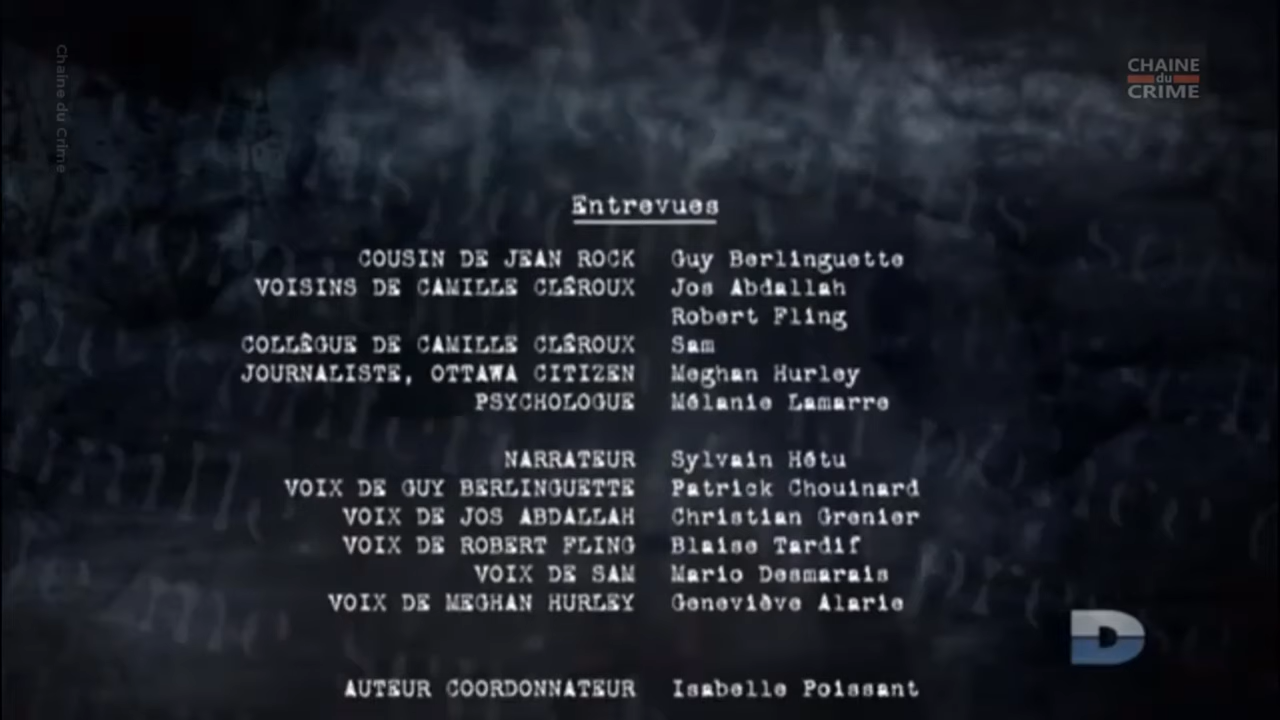 Chaine du Crime
CHAINE
du
CRIME
Entrevues
COUSIN DE JEAN ROCK Guy Berlinguette
VOISINS DE CAMILLE CLÉROUX Jos Abdallah
Robert Fling
COLLÈGUE DE CAMILLE CLÉROUX Sam
JOURNALISTE, OTTAWA CITIZEN Meghan Hurley
PSYCHOLOGUE Mélanie Lamarre
NARRATEUR Sylvain Hétu
VOIX DE GUY BERLINGUETTE Patrick Chouinard
VOIX DE JOS ABDALLAH Christian Grenier
VOIX DE ROBERT FLING Blaise Tardif
VOIX DE SAM Mario Desmarais
VOIX DE MEGHAN HURLEY Geneviève Alarie
D
AUTEUR COORDONNATEUR Isabelle Poissant